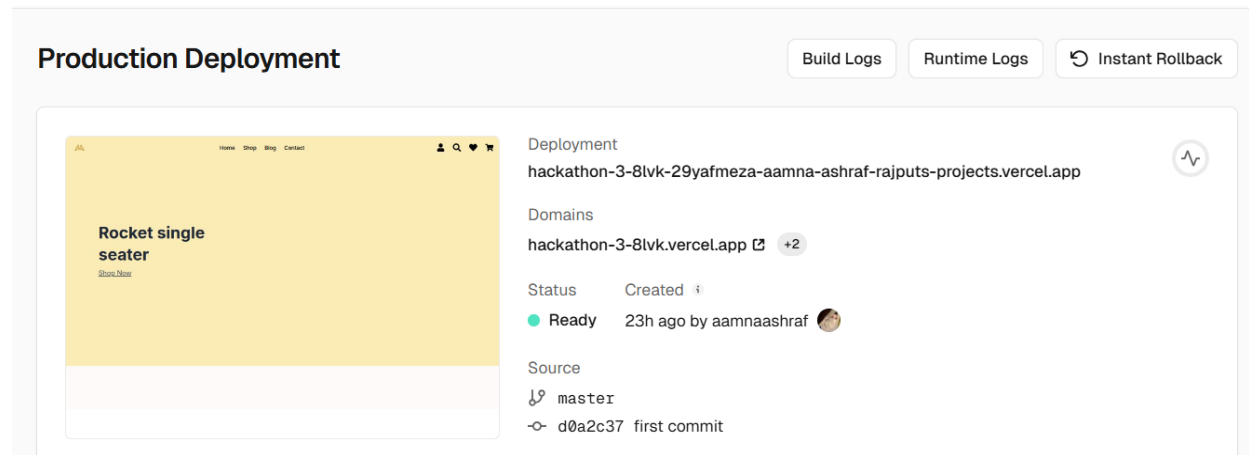 Production Deployment
Build Logs
Runtime Logs
Instant Rollback
Home Shop Blog Contact
Rocket single
seater
Shop Now
Deployment
hackathon-3-8lvk-29yafmeza-aamna-ashraf-rajputs-projects.vercel.app
Domains
hackathon-3-8lvk.vercel.app +2
Status Created
Ready 23h ago by aamnaashraf
Source
master
d0a2c37 first commit